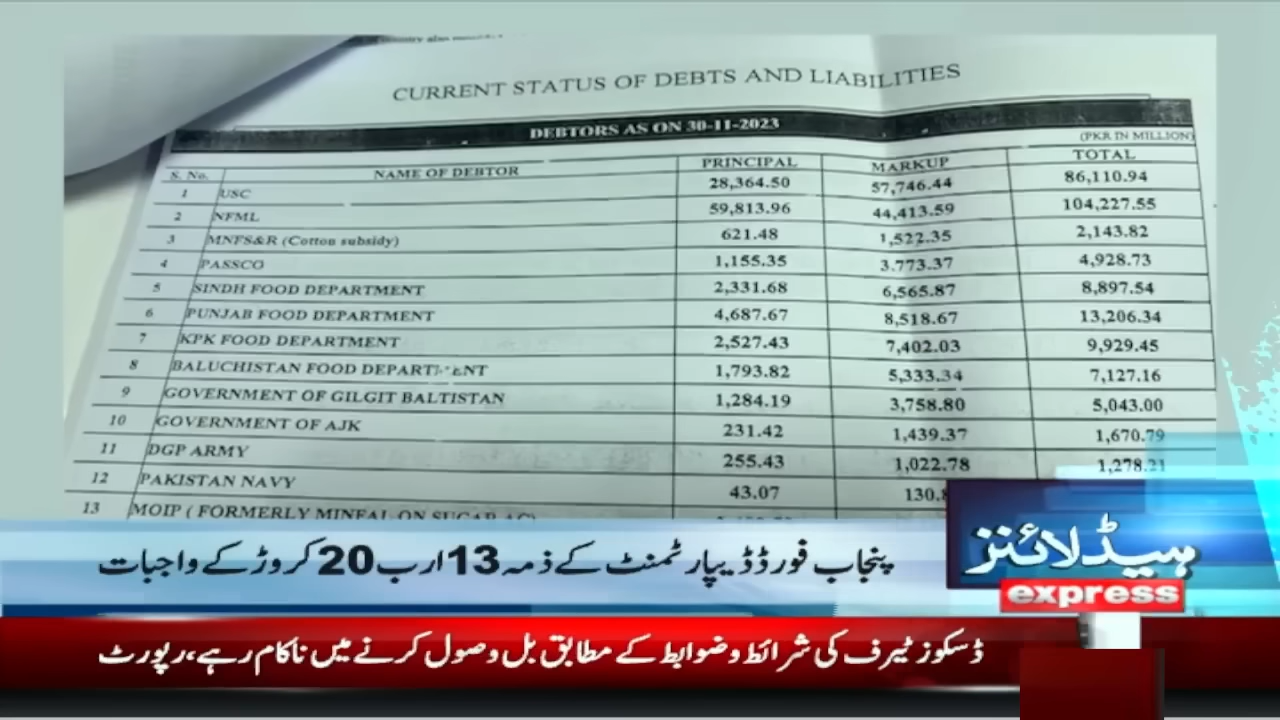 CURRENT STATUS OF DEBTS AND LIABILITIES
DEBTORS AS ON 30-11-2023
(PKR IN MILLION)
S. No. NAME OF DEBTOR PRINCIPAL MARKUP TOTAL
1 USC 28,364.50 57,746.44 86,110.94
2 NFML 59,813.96 44,413.59 104,227.55
3 MNFS&R (Cotton subsidy) 621.48 1,522.35 2,143.82
4 PASSCO 1,155.35 3.773.37 4,928.73
5 SINDH FOOD DEPARTMENT 2,331.68 6,565.87 8,897.54
6 PUNJAB FOOD DEPARTMENT 4,687.67 8,518.67 13,206.34
7 KPK FOOD DEPARTMENT 2,527.43 7,402.03 9,929.45
8 BALUCHISTAN FOOD DEPARTMENT 1,793.82 5,333.34 7,127.16
9 GOVERNMENT OF GILGIT BALTISTAN 1,284.19 3,758.80 5,043.00
10 GOVERNMENT OF AJK 231.42 1,439.37 1,670.79
11 DGP ARMY 255.43 1,022.78 1,278.21
12 PAKISTAN NAVY 43.07 130.8
13 MOIP ( FORMERLY
پنجاب فورڈ ڈیپارٹمنٹ کے ذمہ 13 ارب 20 کروڑ کے واجبات
ہیڈلائنز
express
ڈسکوز ٹیرف کی شرائط و ضوابط کے مطابق بل وصول کرنے میں ناکام رہے، رپورٹ